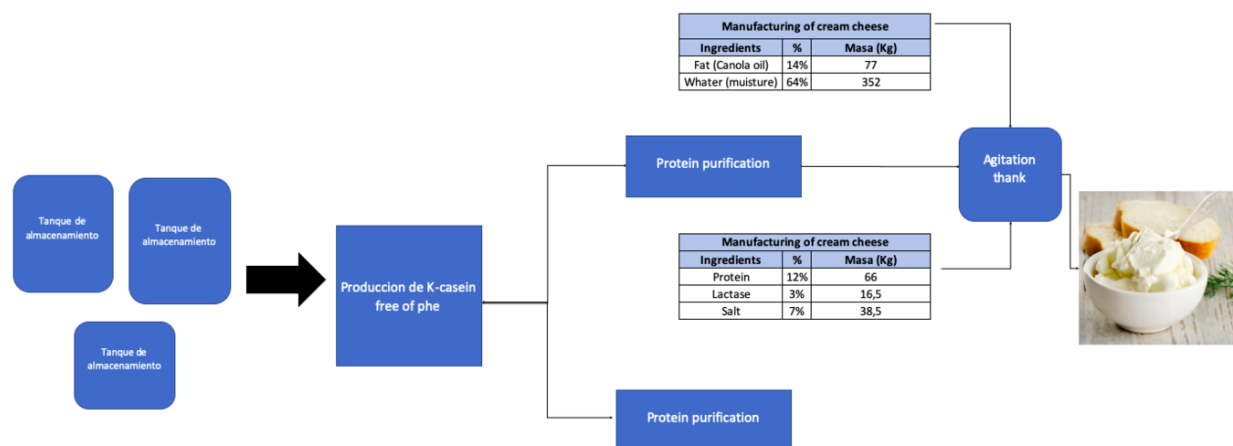 Manufacturing of cream cheese
Ingredients % Masa (Kg)
Fat (Canola oil) 14% 77
Whater (muisture) 64% 352
Protein purification
Agitation
thank
Tanque de
almacenamiento
Tanque de
almacenamiento
Tanque de
almacenamiento
Produccion de K-casein
free of phe
Manufacturing of cream cheese
Ingredients % Masa (Kg)
Protein 12% 66
Lactase 3% 16,5
Salt 7% 38,5
Protein purification